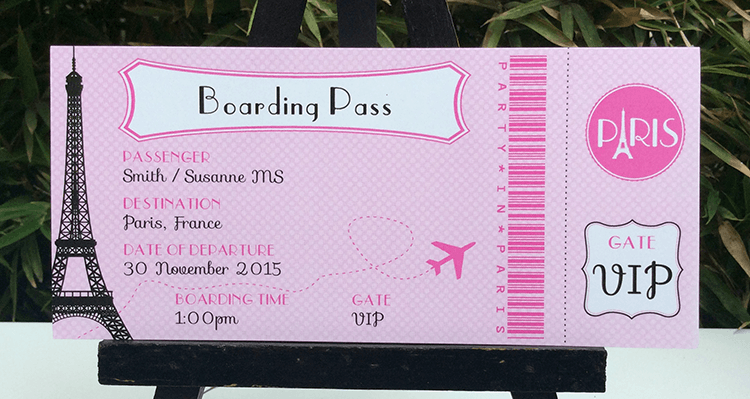 Boarding Pass
PASSENGER
Smith / Susanne MS
DESTINATION
Paris, France
DATE OF DEPARTURE
30 November 2015
BOARDING TIME
1:00pm
GATE
VIP
PARTY*IN*PARIS
PARIS
GATE
VIP